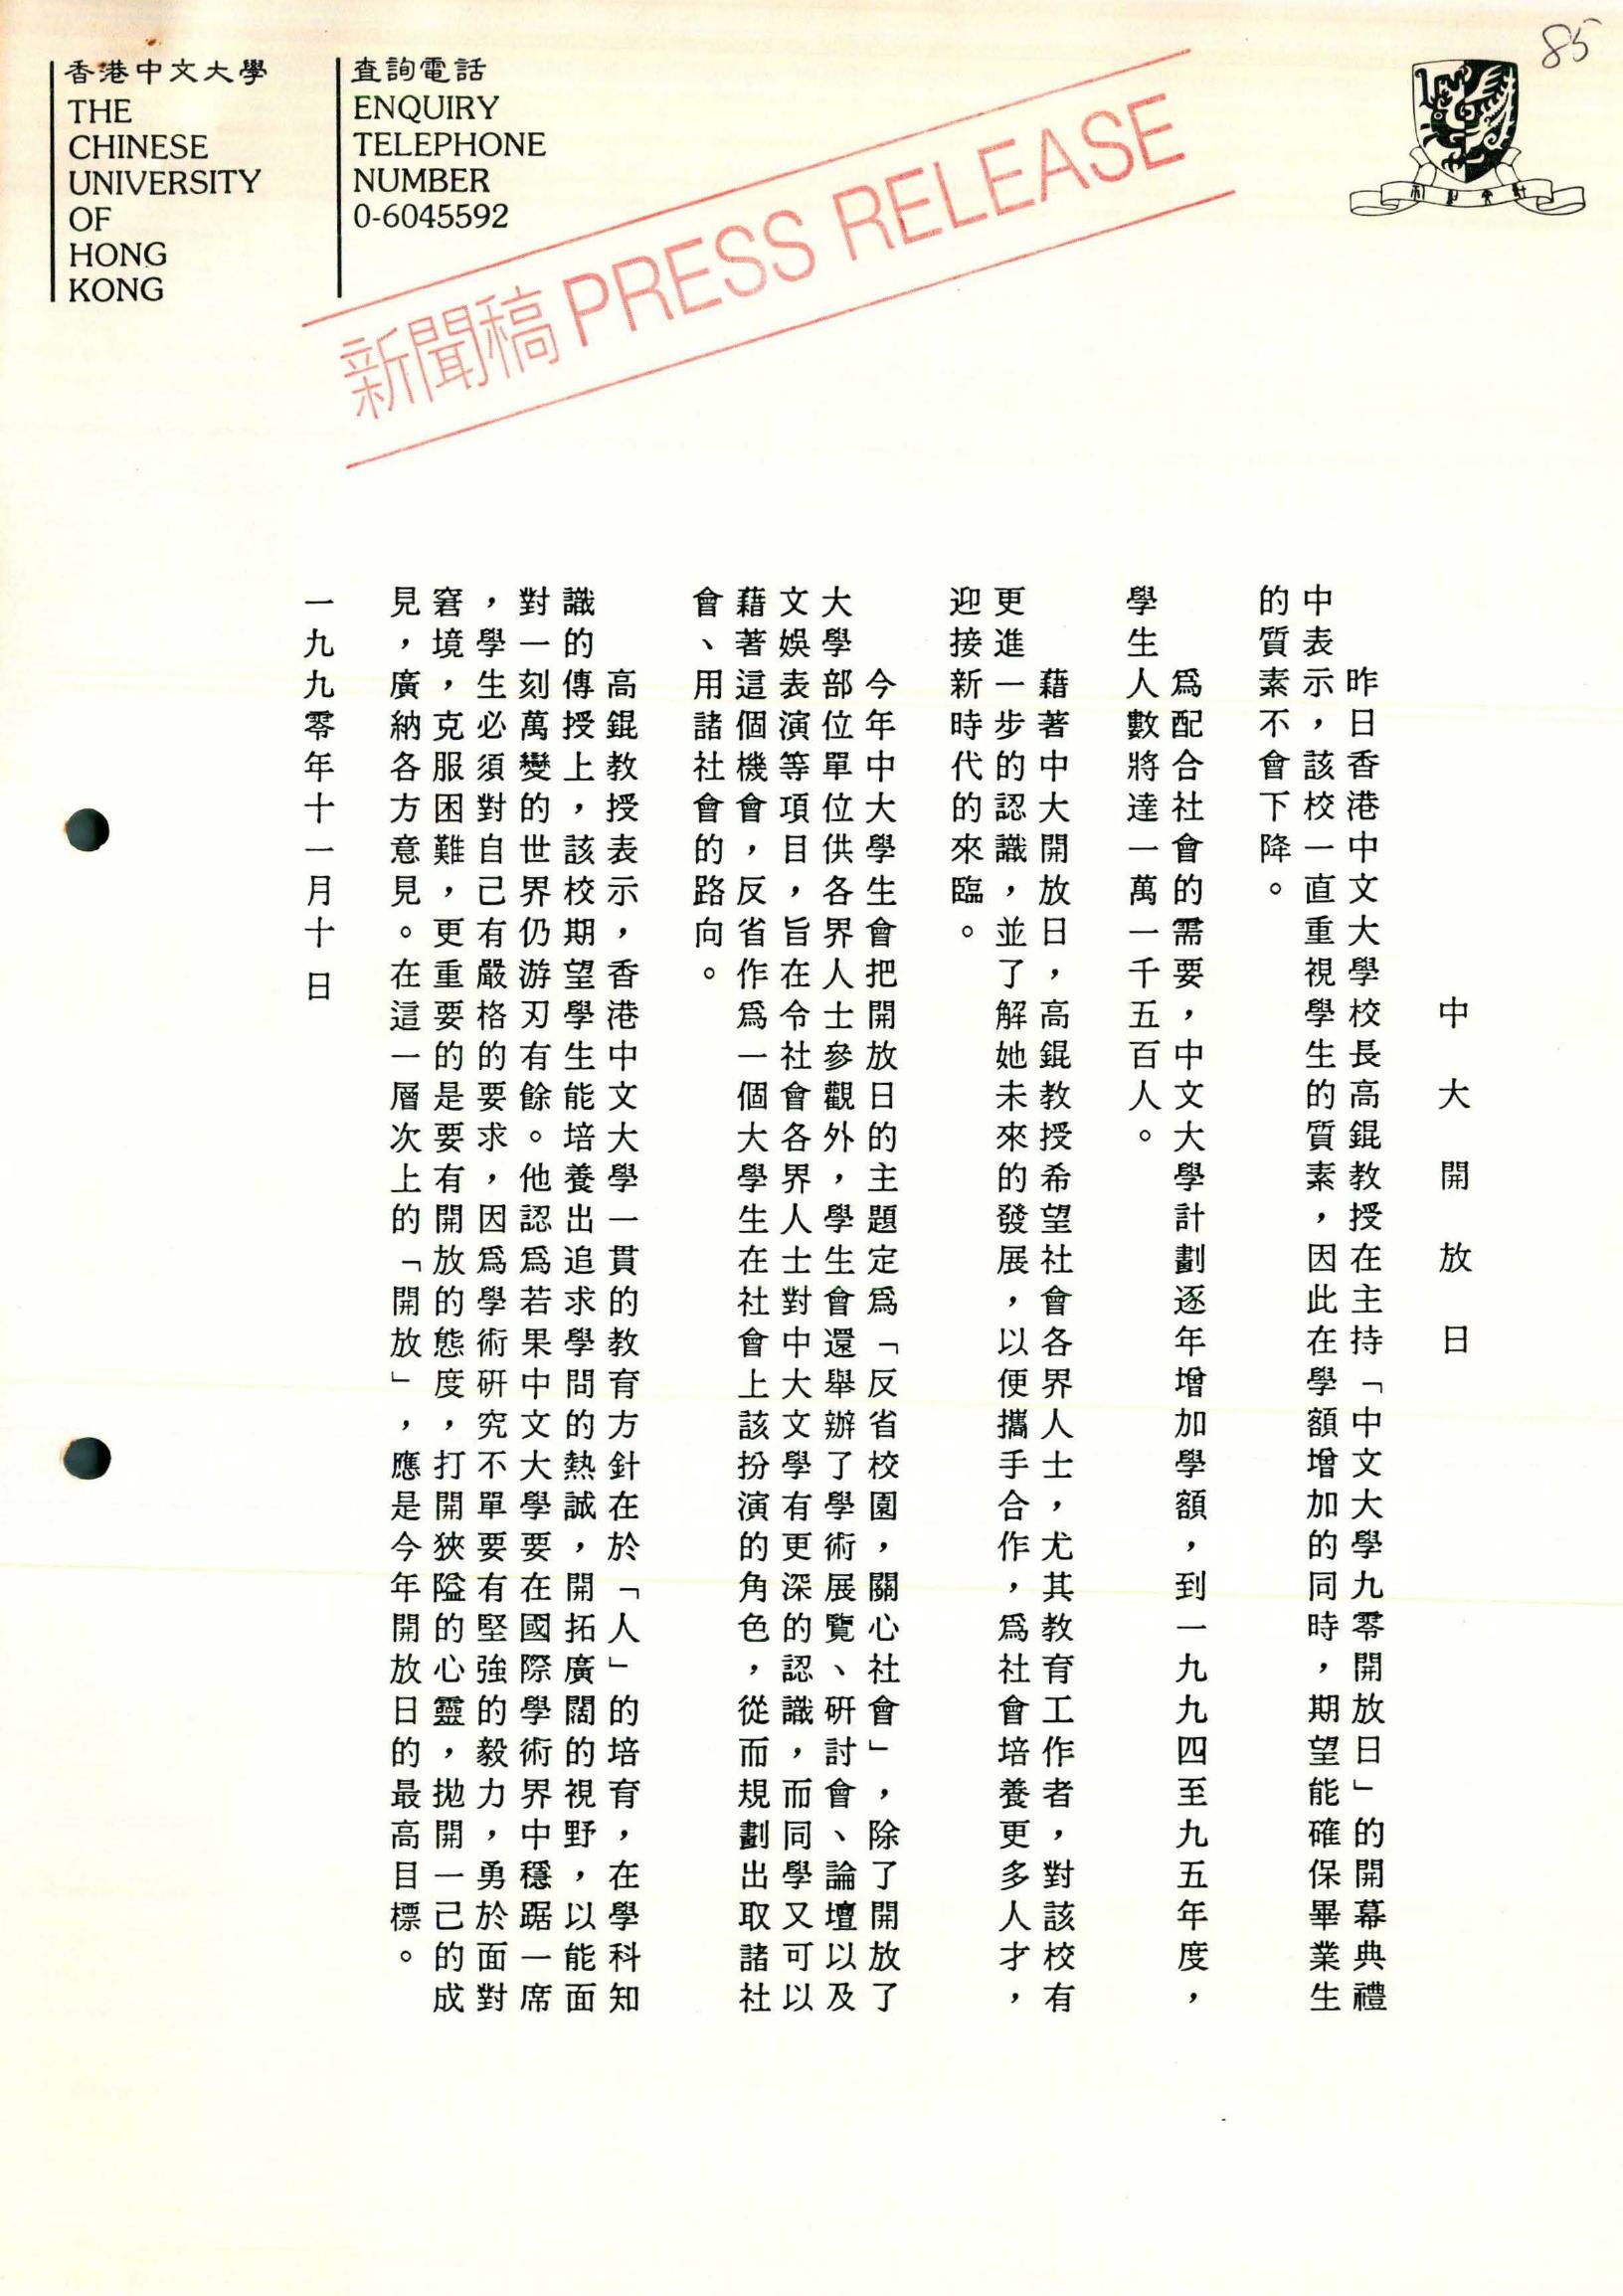 85
香港中文大學
THE
CHINESE
UNIVERSITY
OF
HONG
KONG
查詢電話
ENQUIRY
TELEPHONE
NUMBER
0-6045592
新聞稿 PRESS RELEASE
中大開放日
昨日香港中文大學校長高錕教授在主持「中文大學九零開放日」的開幕典禮
中表示，該校一直重視學生的質素，因此在學額增加的同時，期望能確保畢業生
的質素不會下降。
爲配合社會的需要，中文大學計劃逐年增加學額，到一九九四至九五年度，
學生人數將達一萬一千五百人。
藉著中大開放日，高錕教授希望社會各界人士，尤其教育工作者，對該校有
更進一步的認識，並了解她未來的發展，以便攜手合作，爲社會培養更多人才，
迎接新時代的來臨。
今年中大學生會把開放日的主題定爲「反省校園，關心社會」，除了開放了
大學部位單位供各界人士參觀外，學生會還舉辦了學術展覽、研討會、論壇以及
文娛表演等項目，旨在令社會各界人士對中大文學有更深的認識，而同學又可以
藉著這個機會，反省作爲一個大學生在社會上該扮演的角色，從而規劃出取諸社
會、用諸社會的路向。
高錕教授表示，香港中文大學一貫的教育方針在於「人」的培育，在學科知
識的傳授上，該校期望學生能培養出追求學問的熱誠，開拓廣闊的視野，以能面
對一刻萬變的世界仍游刃有餘。他認爲若果中文大學要在國際學術界中穩踞一席
，學生必須對自己有嚴格的要求，因爲學術研究不單要有堅強的毅力，勇於面對
窘境，克服困難，更重要的是要有開放的態度，打開狹隘的心靈，拋開一己的成
見，廣納各方意見。在這一層次上的「開放」，應是今年開放日的最高目標。
一九九零年十一月十日